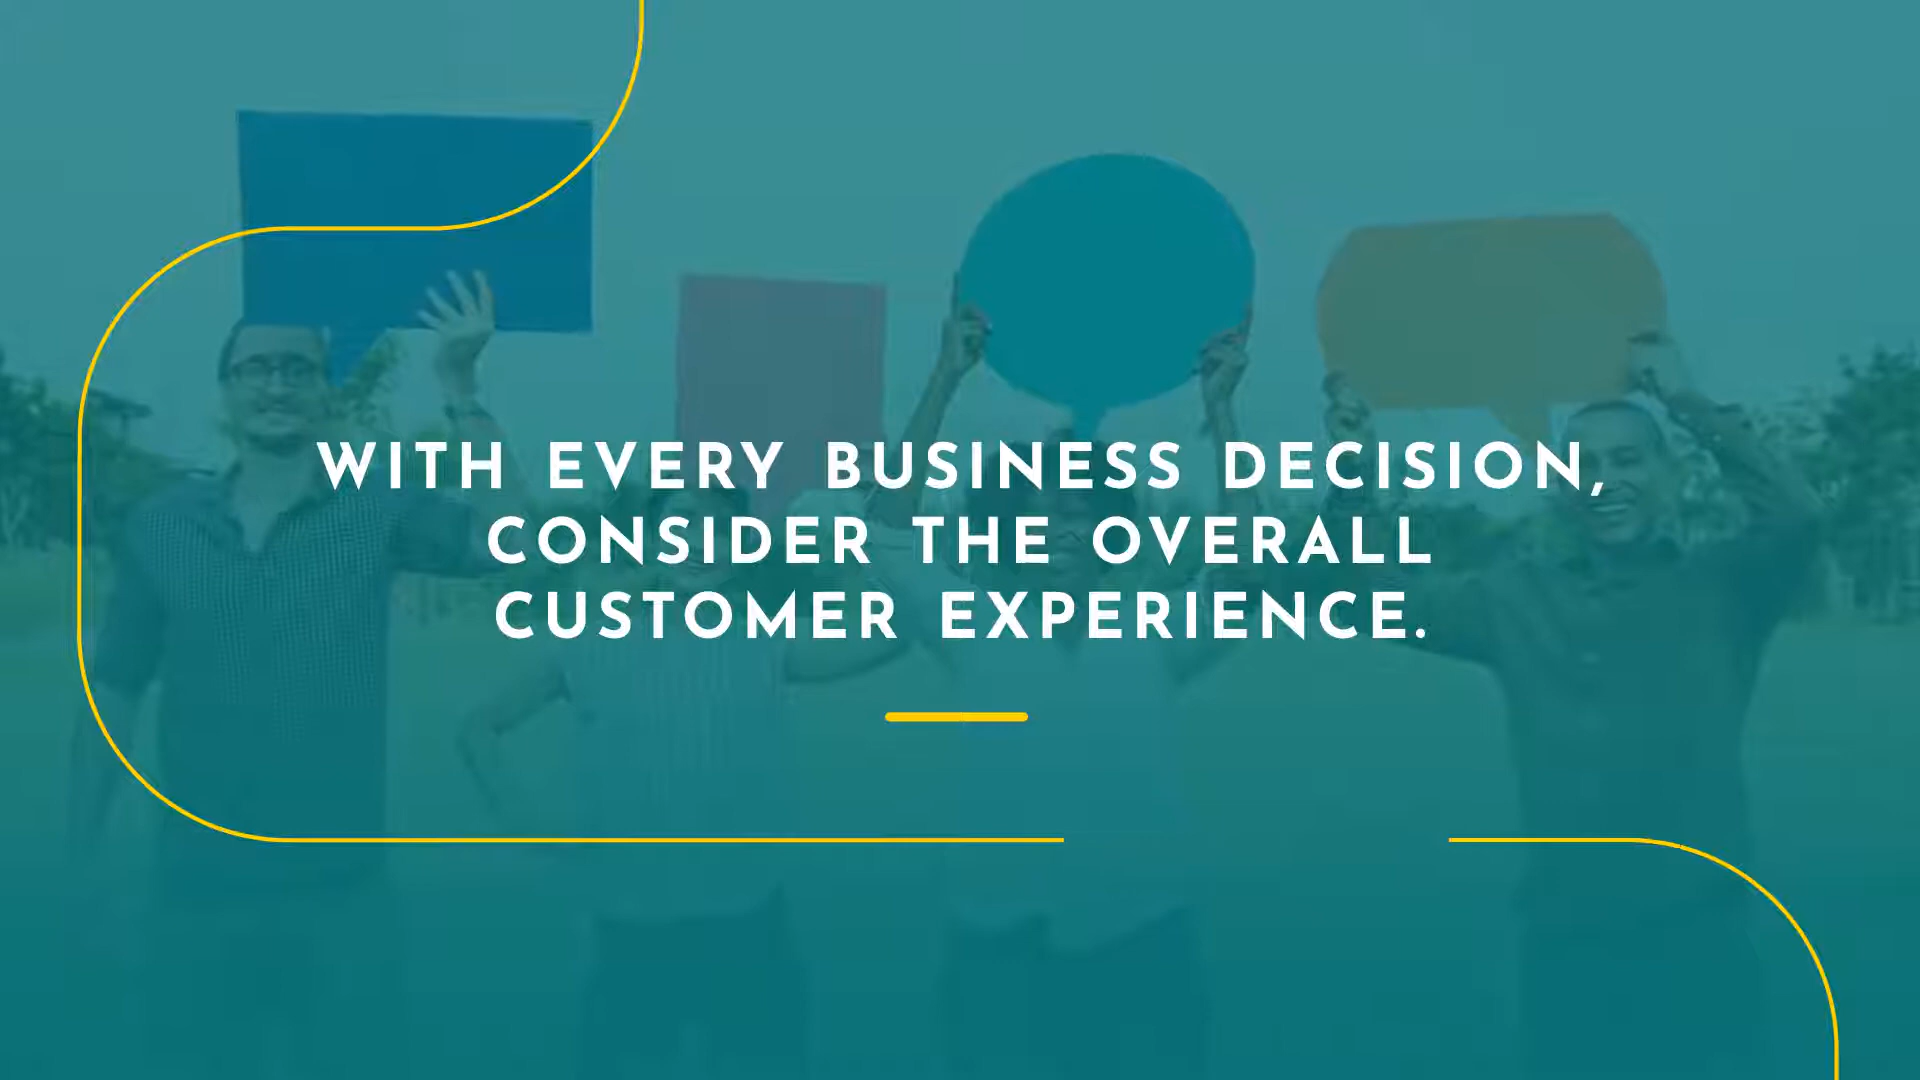 WITH EVERY BUSINESS DECISION,
CONSIDER THE OVERALL
CUSTOMER EXPERIENCE.